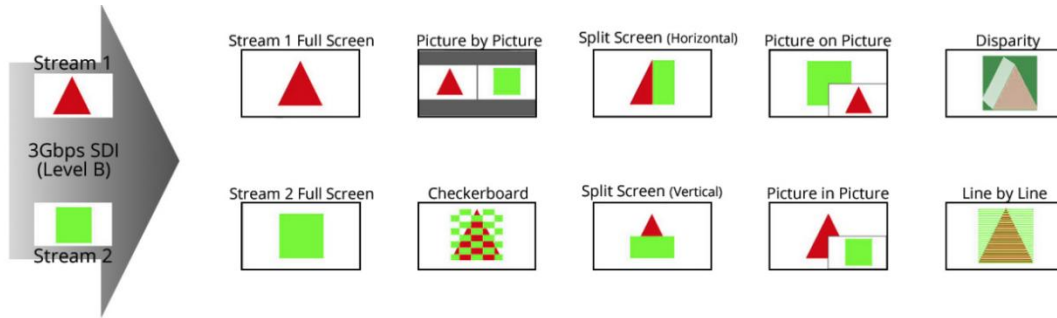 Stream 1
3Gbps SDI
(Level B)
Stream 2
Stream 1 Full Screen
Picture by Picture
Split Screen (Horizontal)
Picture on Picture
Disparity
Stream 2 Full Screen
Checkerboard
Split Screen (Vertical)
Picture in Picture
Line by Line